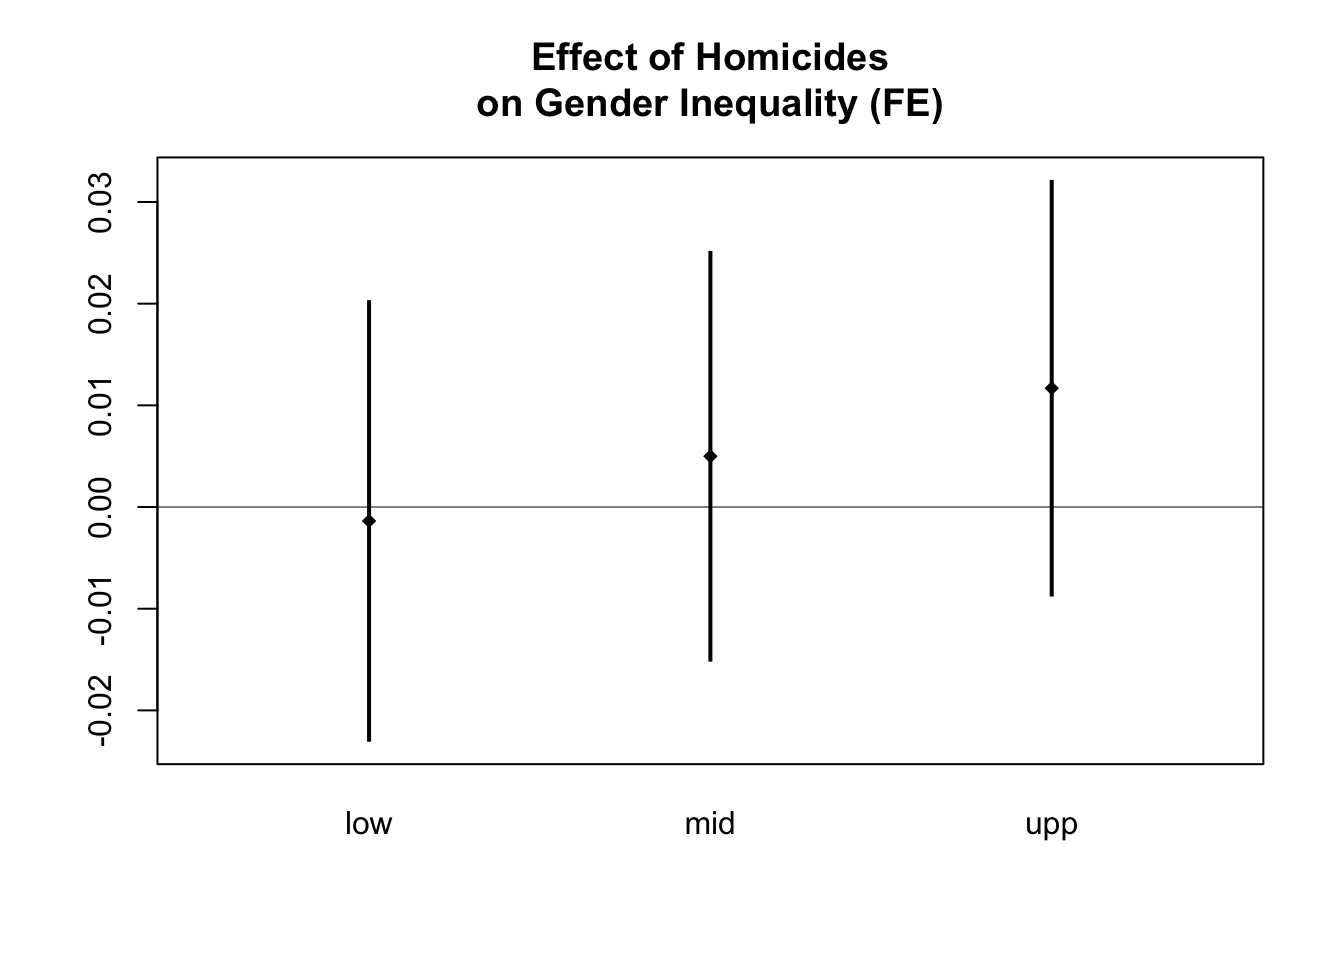 Effect of Homicides
on Gender Inequality (FE)
0.03
0.02
0.01
0.00
-0.01
-0.02
low mid upp